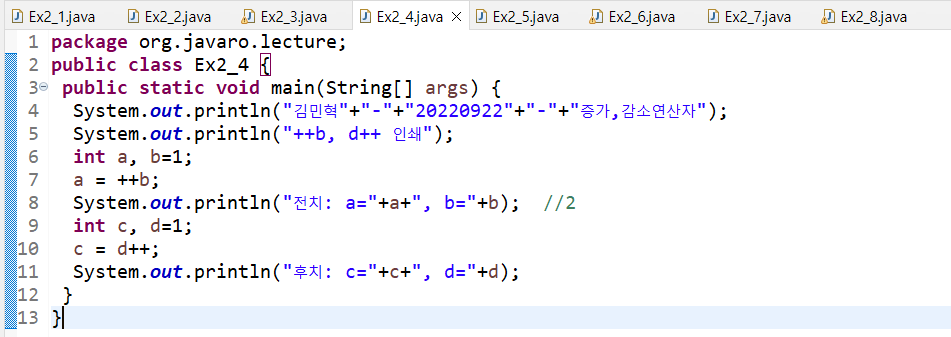 Ex2_1.java Ex2_2.java Ex2_3.java Ex2_4.java Ex2_5.java Ex2_6.java Ex2_7.java Ex2_8.java
1 package org.javaro.lecture;
2 public class Ex2_4 {
3 public static void main(String[] args) {
4 System.out.println("김민혁"+"-"+"20220922"+"-"+"증가,감소연산자");
5 System.out.println("++b, d++ 인쇄");
6 int a, b=1;
7 a = ++b;
8 System.out.println("전치: a="+a+", b="+b); //2
9 int c, d=1;
10 c = d++;
11 System.out.println("후치: c="+c+", d="+d);
12 }
13 }